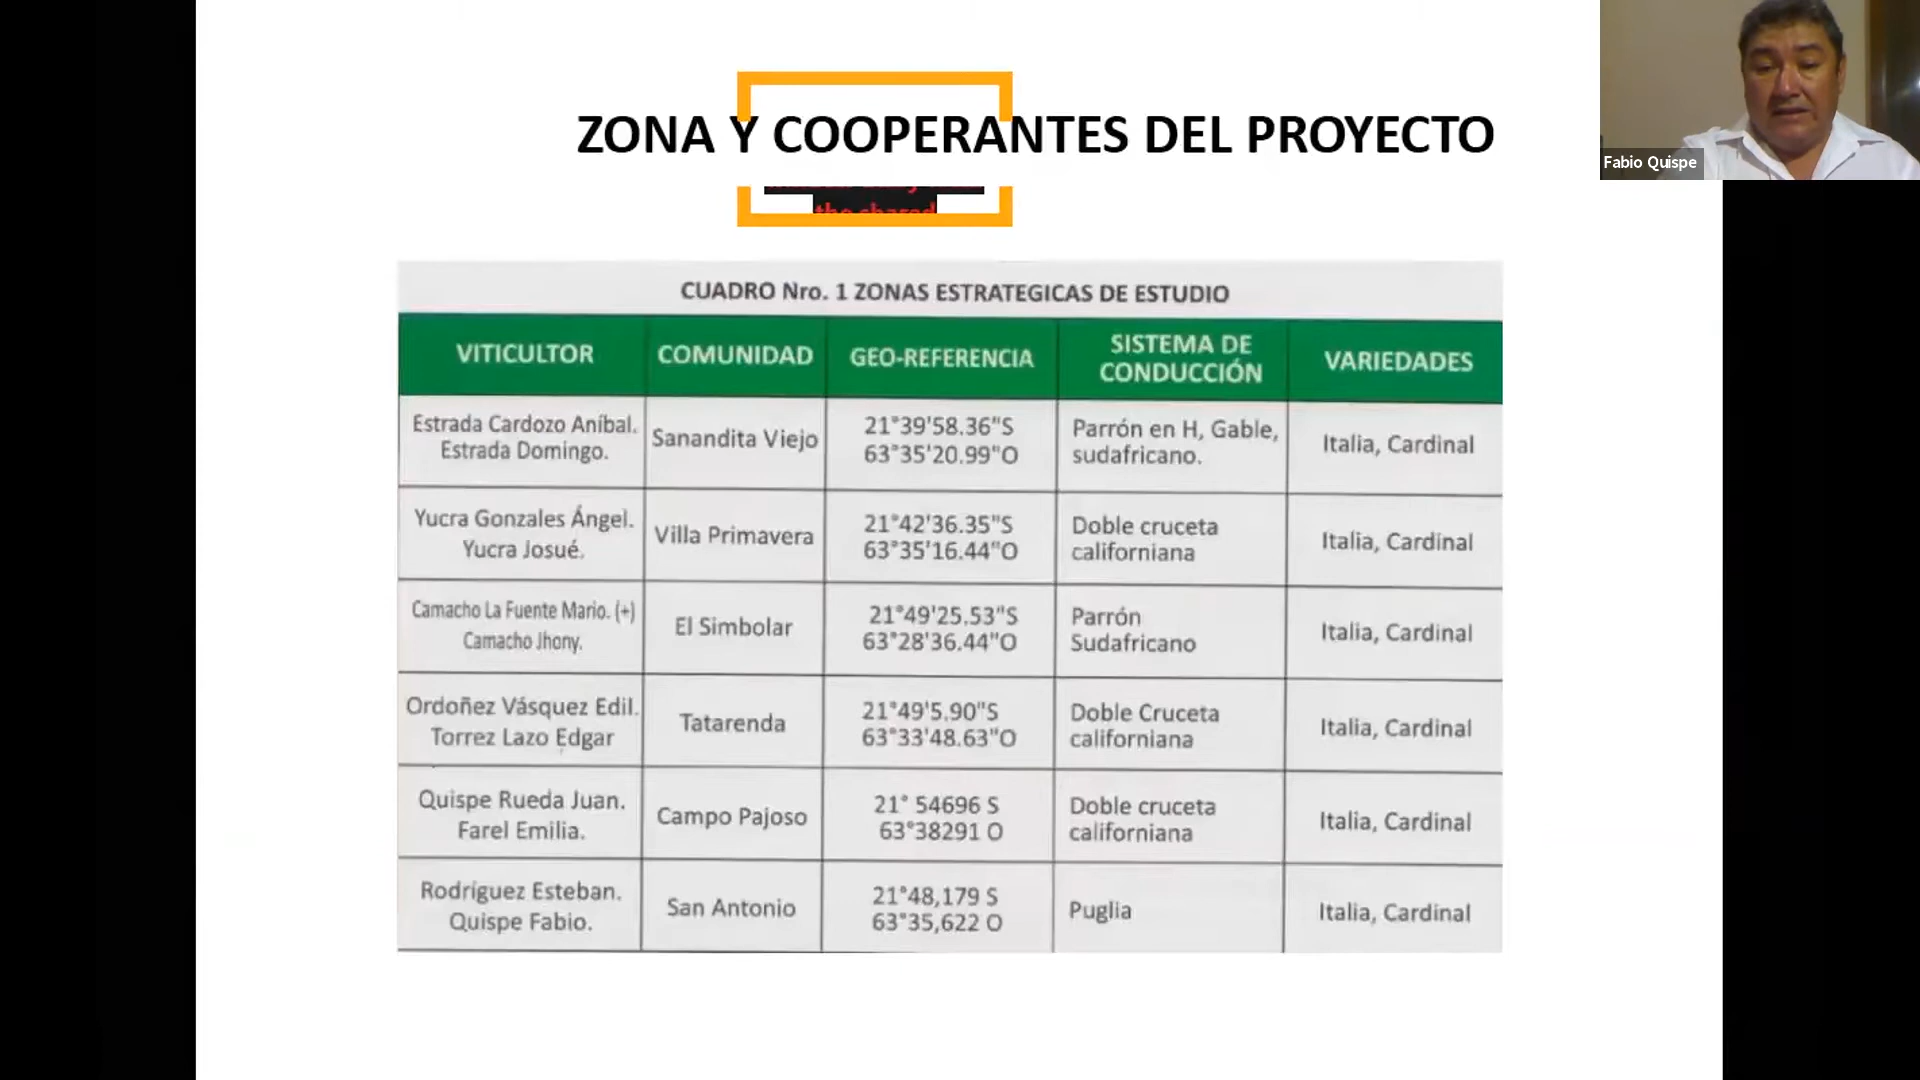 ZONA Y COOPERANTES DEL PROYECTO
the shared
Fabio Quispe
CUADRO Nro. 1 ZONAS ESTRATEGICAS DE ESTUDIO
VITICULTOR COMUNIDAD GEO-REFERENCIA SISTEMA DE CONDUCCIÓN VARIEDADES
Estrada Cardozo Aníbal. Sanandita Viejo 21°39'58.36"S Parrón en H, Gable, Italia, Cardinal
Estrada Domingo. 63°35'20.99"O sudafricano.
Yucra Gonzales Ángel. Villa Primavera 21°42'36.35"S Doble cruceta Italia, Cardinal
Yucra Josué. 63°35'16.44"O californiana
Camacho La Fuente Mario. (+) El Simbolar 21°49'25.53"S Parrón Italia, Cardinal
Camacho Jhony. 63°28'36.44"O Sudafricano
Ordoñez Vásquez Edil. Tatarenda 21°49'5.90"S Doble Cruceta Italia, Cardinal
Torrez Lazo Edgar 63°33'48.63"O californiana
Quispe Rueda Juan. Campo Pajoso 21° 54696 S Doble cruceta Italia, Cardinal
Farel Emilia. 63°38291 O californiana
Rodríguez Esteban. San Antonio 21°48,179 S Puglia Italia, Cardinal
Quispe Fabio. 63°35,622 O